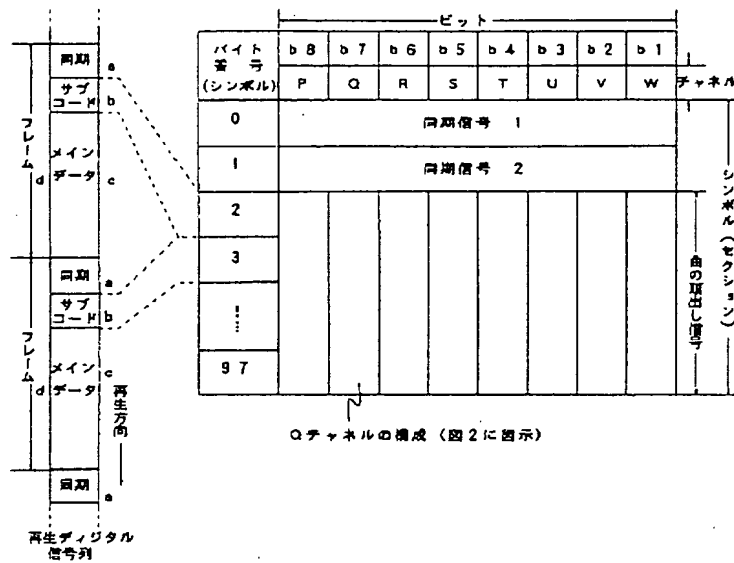 ビット
バイト番号(シンボル) b8 b7 b6 b5 b4 b3 b2 b1
P Q R S T U V W チャネル
0 同期信号 1
1 同期信号 2
2
3
97
シンボル(セクション)
曲の取出し信号
Qチャネルの構成(図2に図示)
同期 a
サブコード b
メインデータ c
フレーム d
同期 a
サブコード b
メインデータ c
フレーム d
再生方向
同期 a
再生ディジタル
信号列